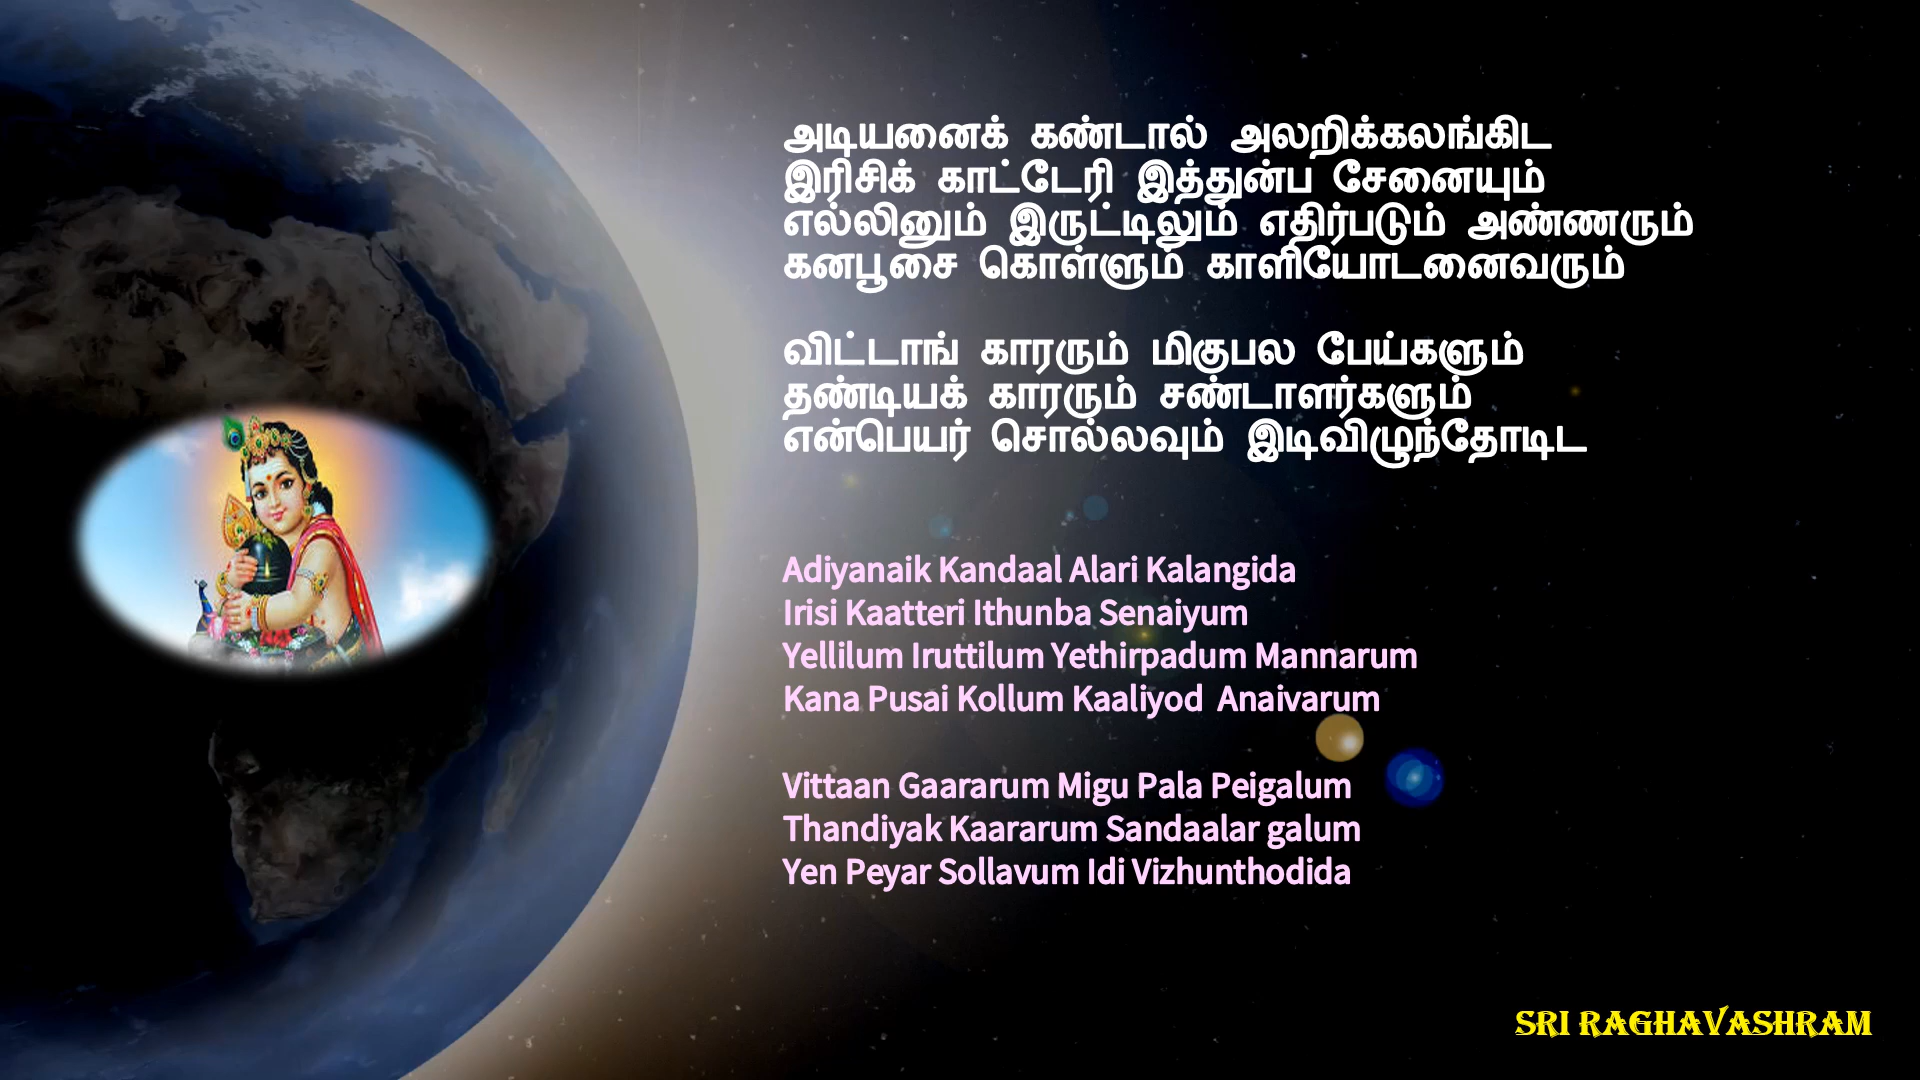 அடியனைக் கண்டால் அலறிக்கலங்கிட
இரிசிக் காட்டேரி இத்துன்ப சேனையும்
எல்லினும் இருட்டிலும் எதிர்படும் அண்ணரும்
கனபூசை கொள்ளும் காளியோடனைவரும்
விட்டாங் காரரும் மிகுபல பேய்களும்
தண்டியக் காரரும் சண்டாளர்களும்
என்பெயர் சொல்லவும் இடிவிழுந்தோடிட
Adiyanaik Kandaal Alari Kalangida
Irisi Kaatteri Ithunba Senaiyum
Yellilum Iruttilum Yethirpadum Mannarum
Kana Pusai Kollum Kaaliyod Anaivarum
Vittaan Gaararum Migu Pala Peigalum
Thandiyak Kaararum Sandaalar galum
Yen Peyar Sollavum Idi Vizhunthodida
SRI RAGHAVASHRAM